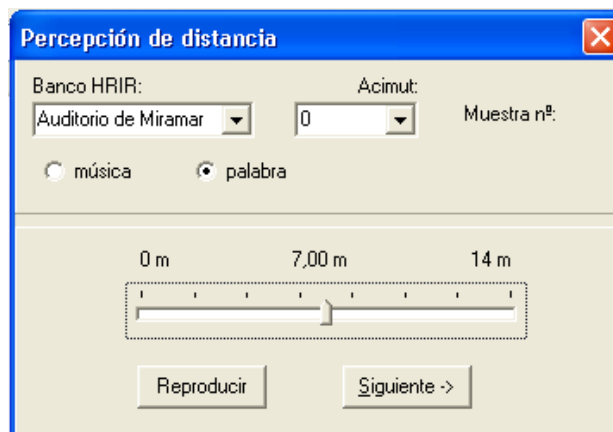 Percepción de distancia
Banco HRIR: Acimut:
Auditorio de Miramar 0 Muestra nº:
música palabra
0 m 7,00 m 14 m
Reproducir Siguiente ->